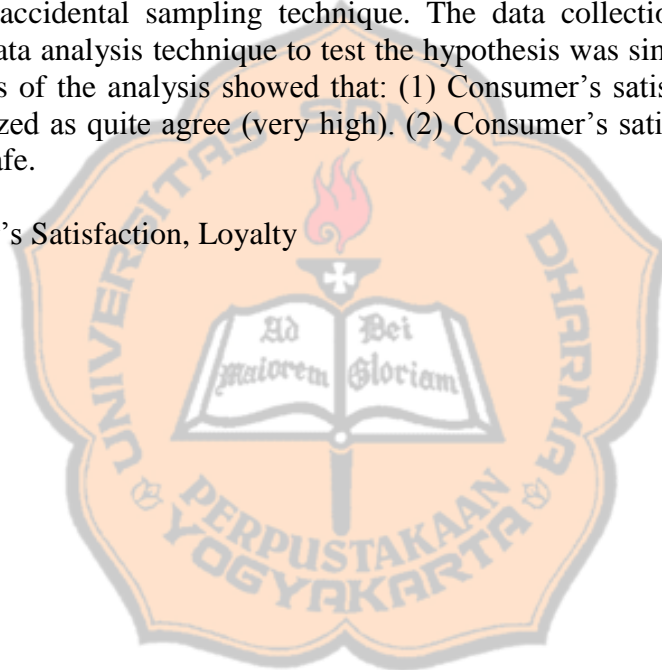 accidental sampling technique. The data collection
ata analysis technique to test the hypothesis was sin
s of the analysis showed that: (1) Consumer's satis
zed as quite agree (very high). (2) Consumer's sati
afe.
's Satisfaction, Loyalty
UNIVERSITAS SANATA DHARMA
Ad Maiorem
Dei Gloriam
PERPUSTAKAAN
YOGYAKARTA